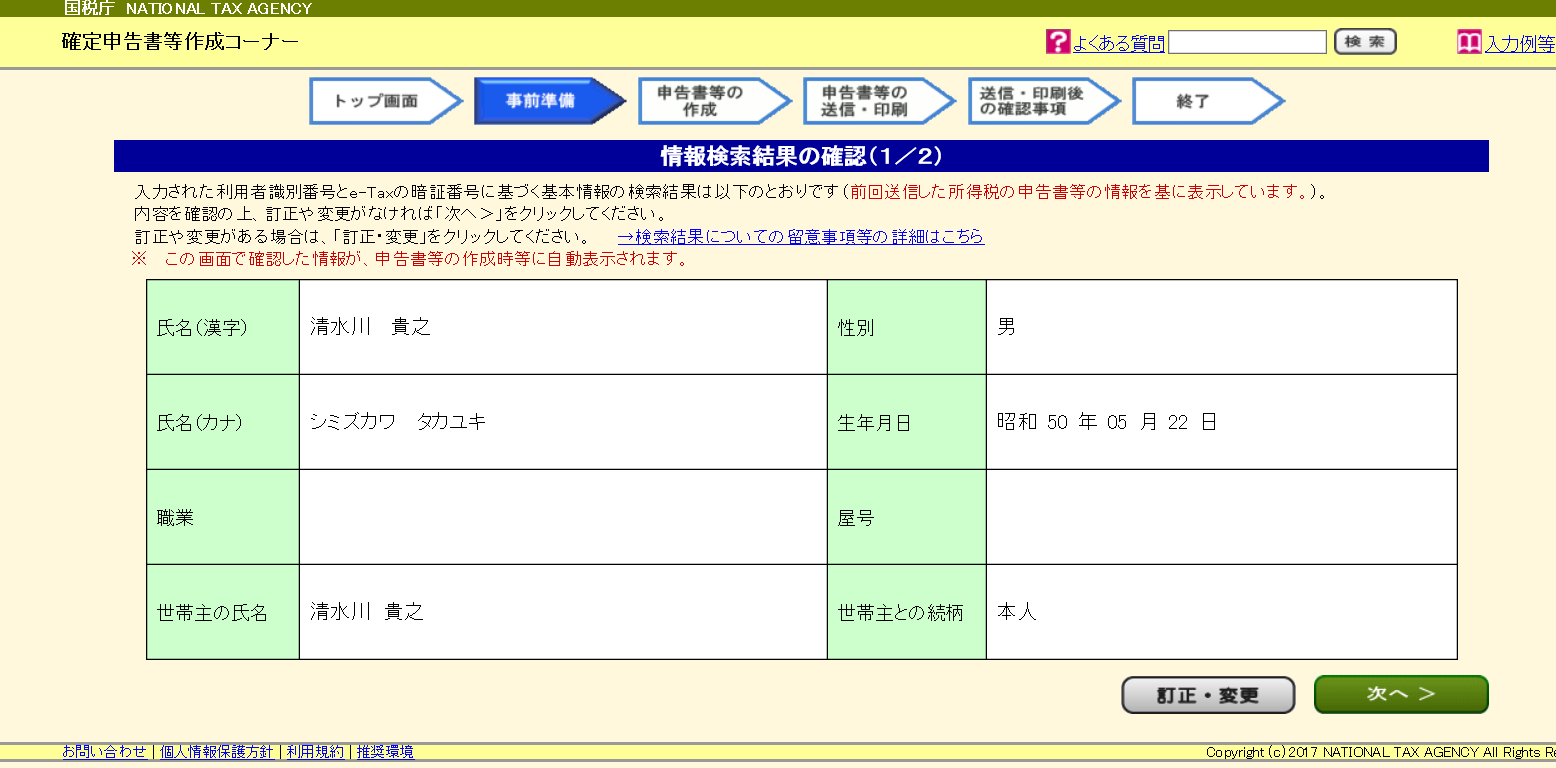 国税庁 NATIONAL TAX AGENCY
確定申告書等作成コーナー
よくある質問 検索 入力例等
トップ画面 事前準備 申告書等の作成 申告書等の送信・印刷 送信・印刷後の確認事項 終了
情報検索結果の確認(1/2)
入力された利用者識別番号とe-Taxの暗証番号に基づく基本情報の検索結果は以下のとおりです(前回送信した所得税の申告書等の情報を基に表示しています。)。
内容を確認の上、訂正や変更がなければ「次へ>」をクリックしてください。
訂正や変更がある場合は、「訂正・変更」をクリックしてください。 →検索結果についての留意事項等の詳細はこちら
※ この画面で確認した情報が、申告書等の作成時等に自動表示されます。
氏名(漢字) 清水川 貴之 性別 男
氏名(カナ) シミズカワ タカユキ 生年月日 昭和 50 年 05 月 22 日
職業 屋号
世帯主の氏名 清水川 貴之 世帯主との続柄 本人
訂正・変更 次へ >
お問い合わせ | 個人情報保護方針 | 利用規約 | 推奨環境 Copyright (c) 2017 NATIONAL TAX AGENCY All Rights Re